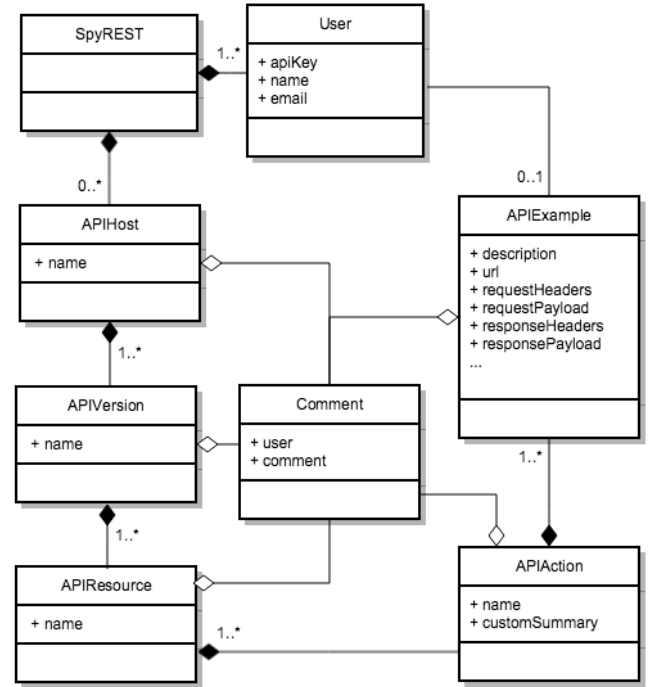 SpyREST
1..*
User
+ apiKey
+ name
+ email
0..*
0..1
APIHost
+ name
APIExample
+ description
+ url
+ requestHeaders
+ requestPayload
+ responseHeaders
+ responsePayload
...
1..*
APIVersion
+ name
Comment
+ user
+ comment
1..*
1..*
APIResource
+ name
APIAction
+ name
+ customSummary
1..*